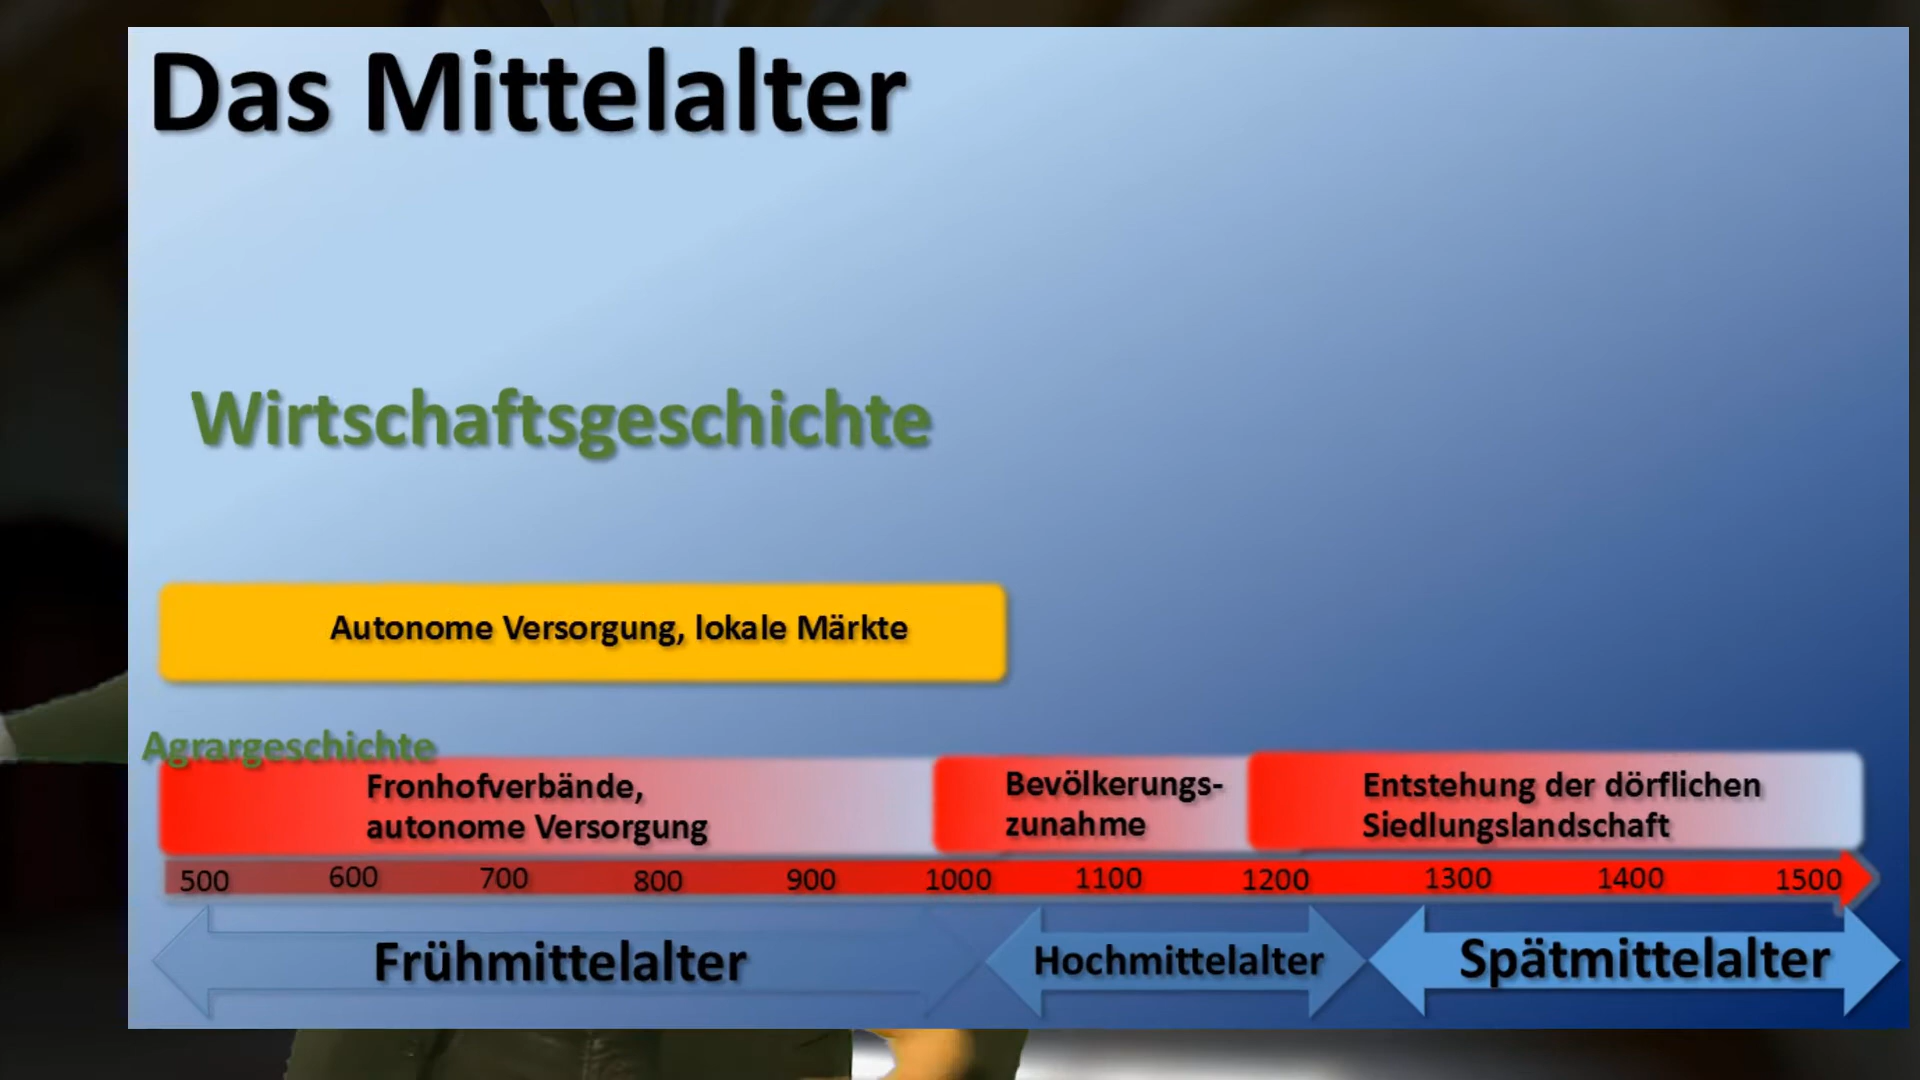 Das Mittelalter
Wirtschaftsgeschichte
Autonome Versorgung, lokale Märkte
Agrargeschichte
Fronhofverbände,
autonome Versorgung
Bevölkerungs-
zunahme
Entstehung der dörflichen
Siedlungslandschaft
500 600 700 800 900 1000 1100 1200 1300 1400 1500
Frühmittelalter Hochmittelalter Spätmittelalter